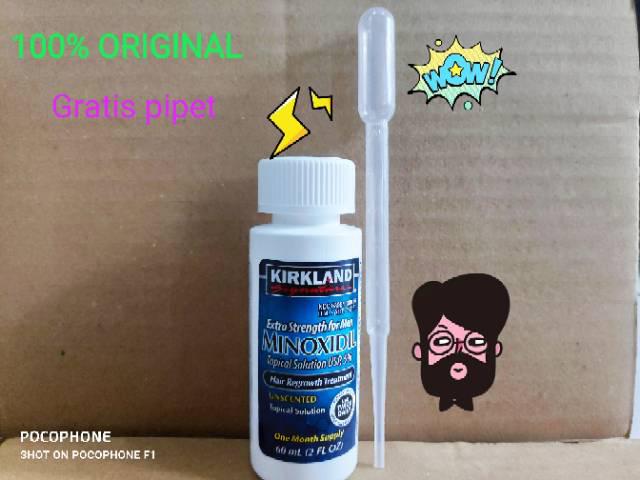 100% ORIGINAL
Gratis pipet
WOW!
KIRKLAND
Signature
Extra Strength for Men
MINOXIDIL
Topical Solution USP, 5%
Hair Regrowth Treatment
UNSCENTED
Topical Solution
One Month Supply
60 mL (2 FL OZ)
POCOPHONE
SHOT ON POCOPHONE F1